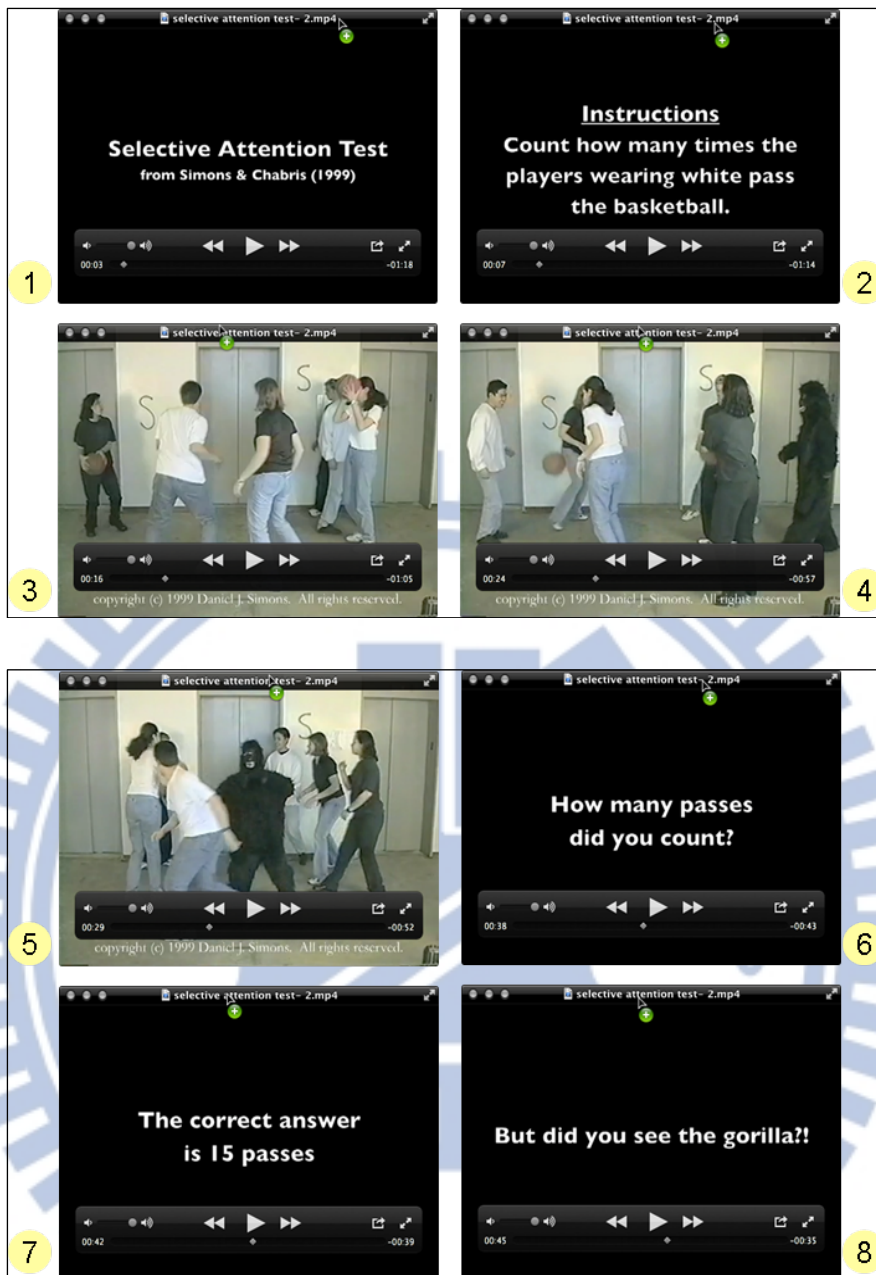 selective attention test- 2.mp4
Selective Attention Test
from Simons & Chabris (1999)
00:03
-01:18
1
selective attention test- 2.mp4
Instructions
Count how many times the
players wearing white pass
the basketball.
00:07
-01:14
2
selective attention test- 2.mp4
S
S
00:16
-01:05
copyright (c) 1999 Daniel J. Simons. All rights reserved.
3
selective attention test- 2.mp4
S
S
00:24
-00:57
copyright (c) 1999 Daniel J. Simons. All rights reserved.
4
selective attention test- 2.mp4
S
00:29
-00:52
copyright (c) 1999 Daniel J. Simons. All rights reserved.
5
selective attention test- 2.mp4
How many passes
did you count?
00:38
-00:43
6
selective attention test- 2.mp4
The correct answer
is 15 passes
00:42
-00:39
7
selective attention test- 2.mp4
But did you see the gorilla?!
00:45
-00:35
8